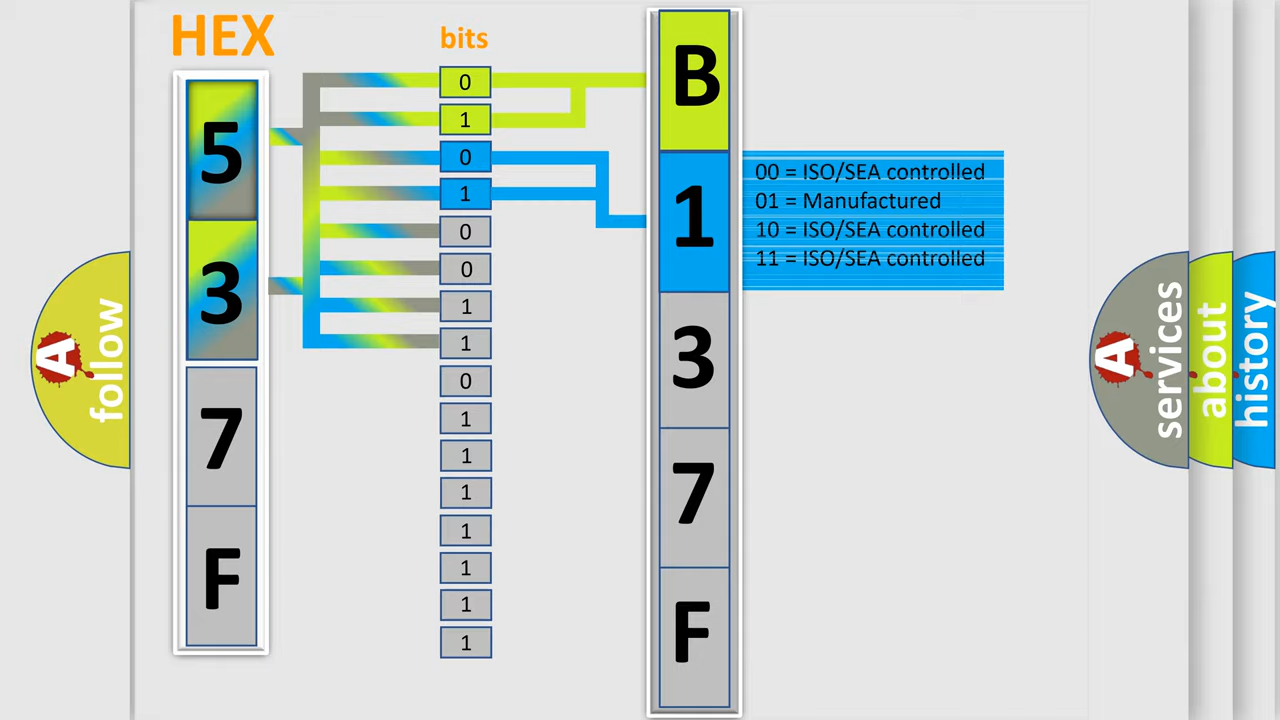 HEX
bits
5
3
7
F
0
1
0
1
0
0
1
1
0
1
1
1
1
1
1
1
B
1
3
7
F
00 = ISO/SEA controlled
01 = Manufactured
10 = ISO/SEA controlled
11 = ISO/SEA controlled
A
follow
A
services
about
history